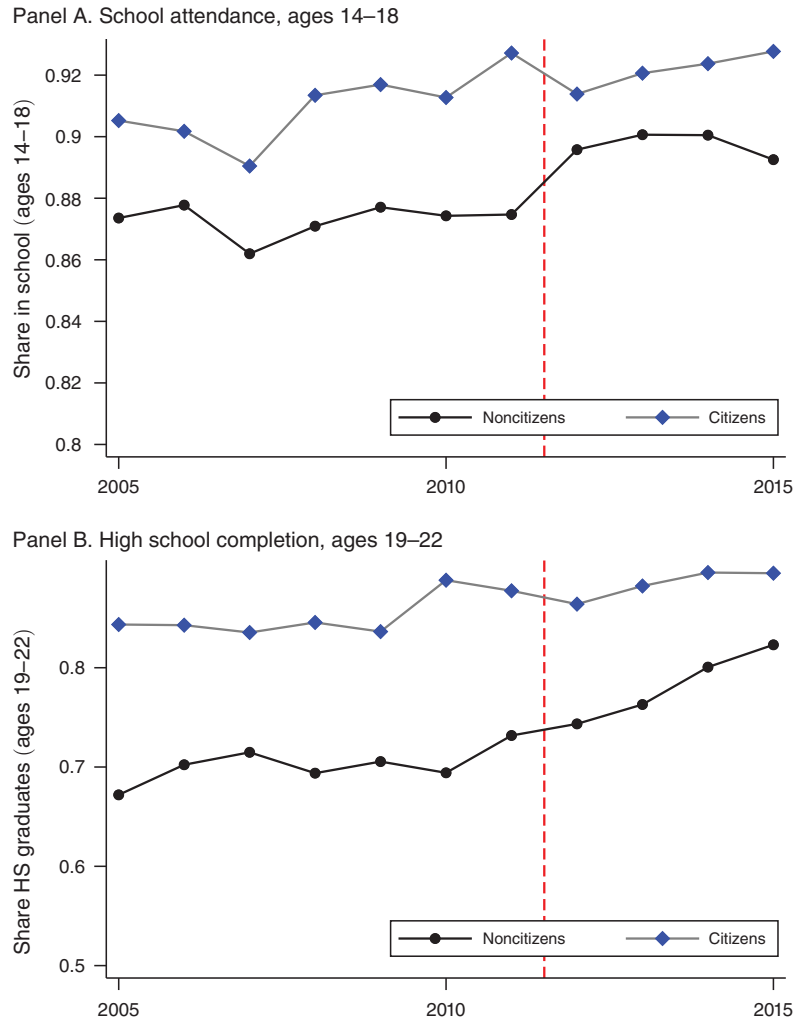 Panel A. School attendance, ages 14–18
Share in school (ages 14–18)
0.92
0.9
0.88
0.86
0.84
0.82
0.8
Noncitizens
Citizens
2005
2010
2015
Panel B. High school completion, ages 19–22
Share HS graduates (ages 19–22)
0.8
0.7
0.6
0.5
Noncitizens
Citizens
2005
2010
2015